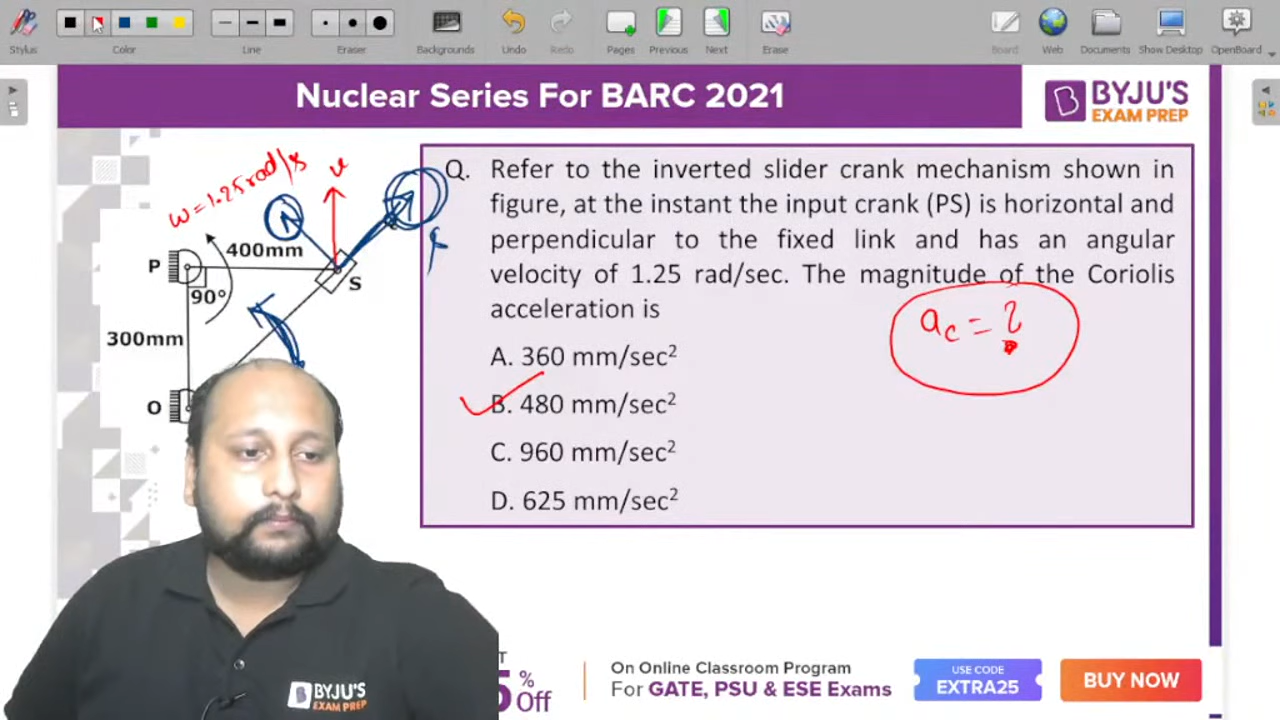 Stylus
Color
Line
Eraser
Backgrounds
Undo
Redo
Pages
Previous
Next
Erase
Board
Web
Documents
Show Desktop
OpenBoard
Nuclear Series For BARC 2021
BYJU'S
EXAM PREP
ω = 1.25 rad/s
v
P
400mm
S
90°
300mm
O
Q. Refer to the inverted slider crank mechanism shown in
figure, at the instant the input crank (PS) is horizontal and
perpendicular to the fixed link and has an angular
velocity of 1.25 rad/sec. The magnitude of the Coriolis
acceleration is
ac = ?
A. 360 mm/sec²
B. 480 mm/sec²
C. 960 mm/sec²
D. 625 mm/sec²
BYJU'S
EXAM PREP
%
Off
On Online Classroom Program
For GATE, PSU & ESE Exams
USE CODE
EXTRA25
BUY NOW